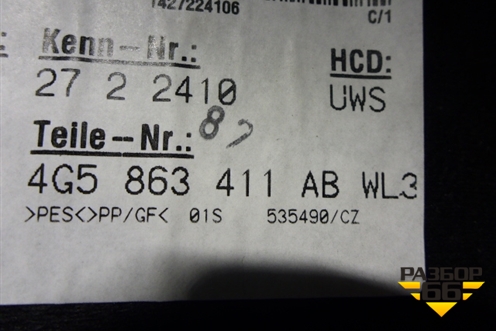 1427224106
C/1
Kenn-Nr.:
HCD:
27 2 2410
UWS
Teile-Nr.:
4G5 863 411 AB WL3
>PES<>PP/GF< 01S 535490/CZ
РАЗБОР
66